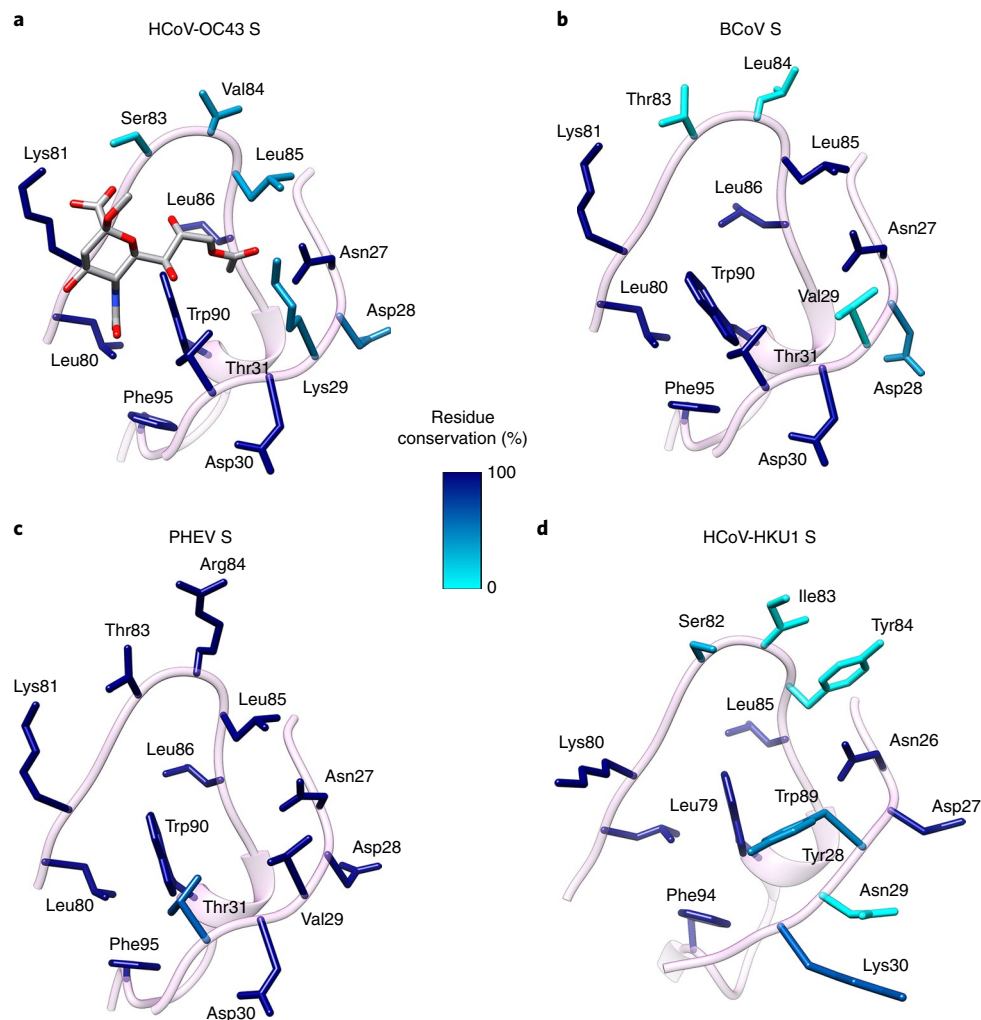 a
HCoV-OC43 S
Val84
Ser83
Lys81
Leu85
Leu86
Asn27
Trp90
Asp28
Leu80
Thr31
Lys29
Phe95
Asp30
b
BCoV S
Leu84
Thr83
Lys81
Leu85
Leu86
Asn27
Trp90
Leu80
Val29
Thr31
Asp28
Phe95
Asp30
Residue
conservation (%)
100
0
c
PHEV S
Arg84
Thr83
Lys81
Leu85
Leu86
Asn27
Trp90
Asp28
Leu80
Thr31
Val29
Phe95
Asp30
d
HCoV-HKU1 S
Ile83
Ser82
Tyr84
Leu85
Lys80
Asn26
Leu79
Trp89
Asp27
Tyr28
Phe94
Asn29
Lys30